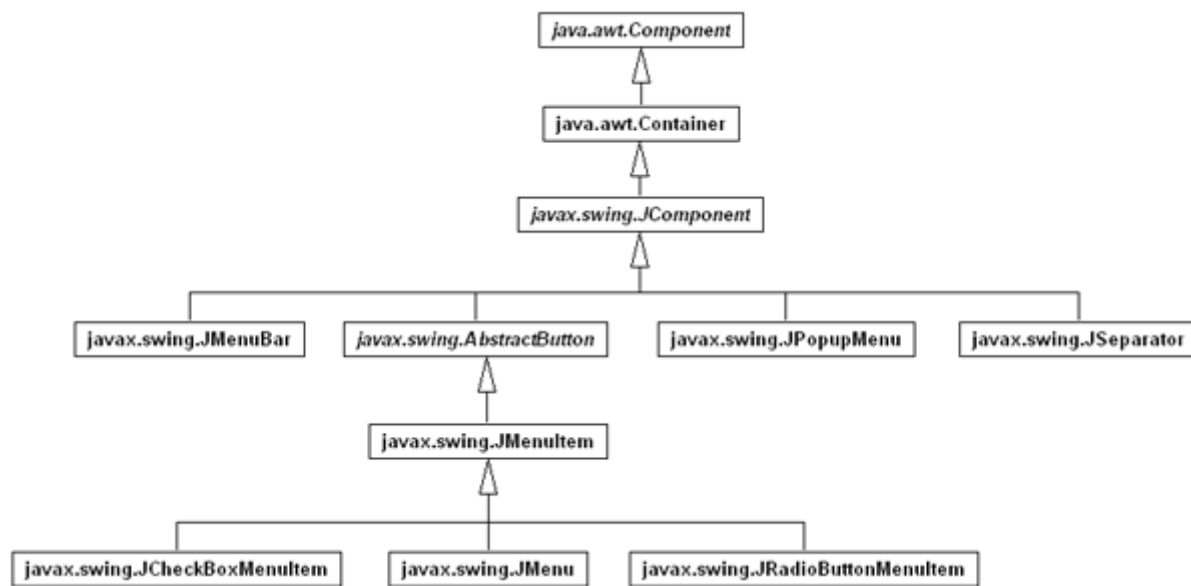 java.awt.Component
java.awt.Container
javax.swing.JComponent
javax.swing.JMenuBar
javax.swing.AbstractButton
javax.swing.JPopupMenu
javax.swing.JSeparator
javax.swing.JMenuItem
javax.swing.JCheckBoxMenuItem
javax.swing.JMenu
javax.swing.JRadioButtonMenuItem